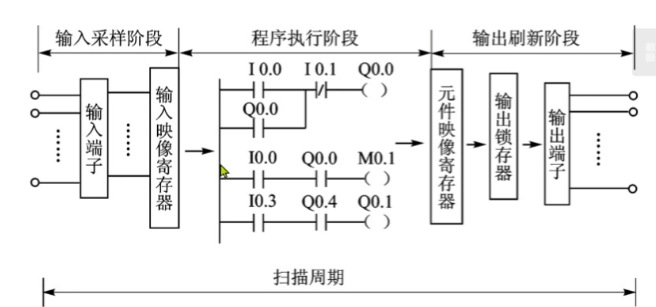 输入采样阶段 程序执行阶段 输出刷新阶段
I 0.0 I 0.1 Q0.0
Q0.0
I0.0 Q0.0 M0.1
I0.3 Q0.4 Q0.1
输入端子
输入映像寄存器
元件映像寄存器
输出锁存器
输出端子
扫描周期